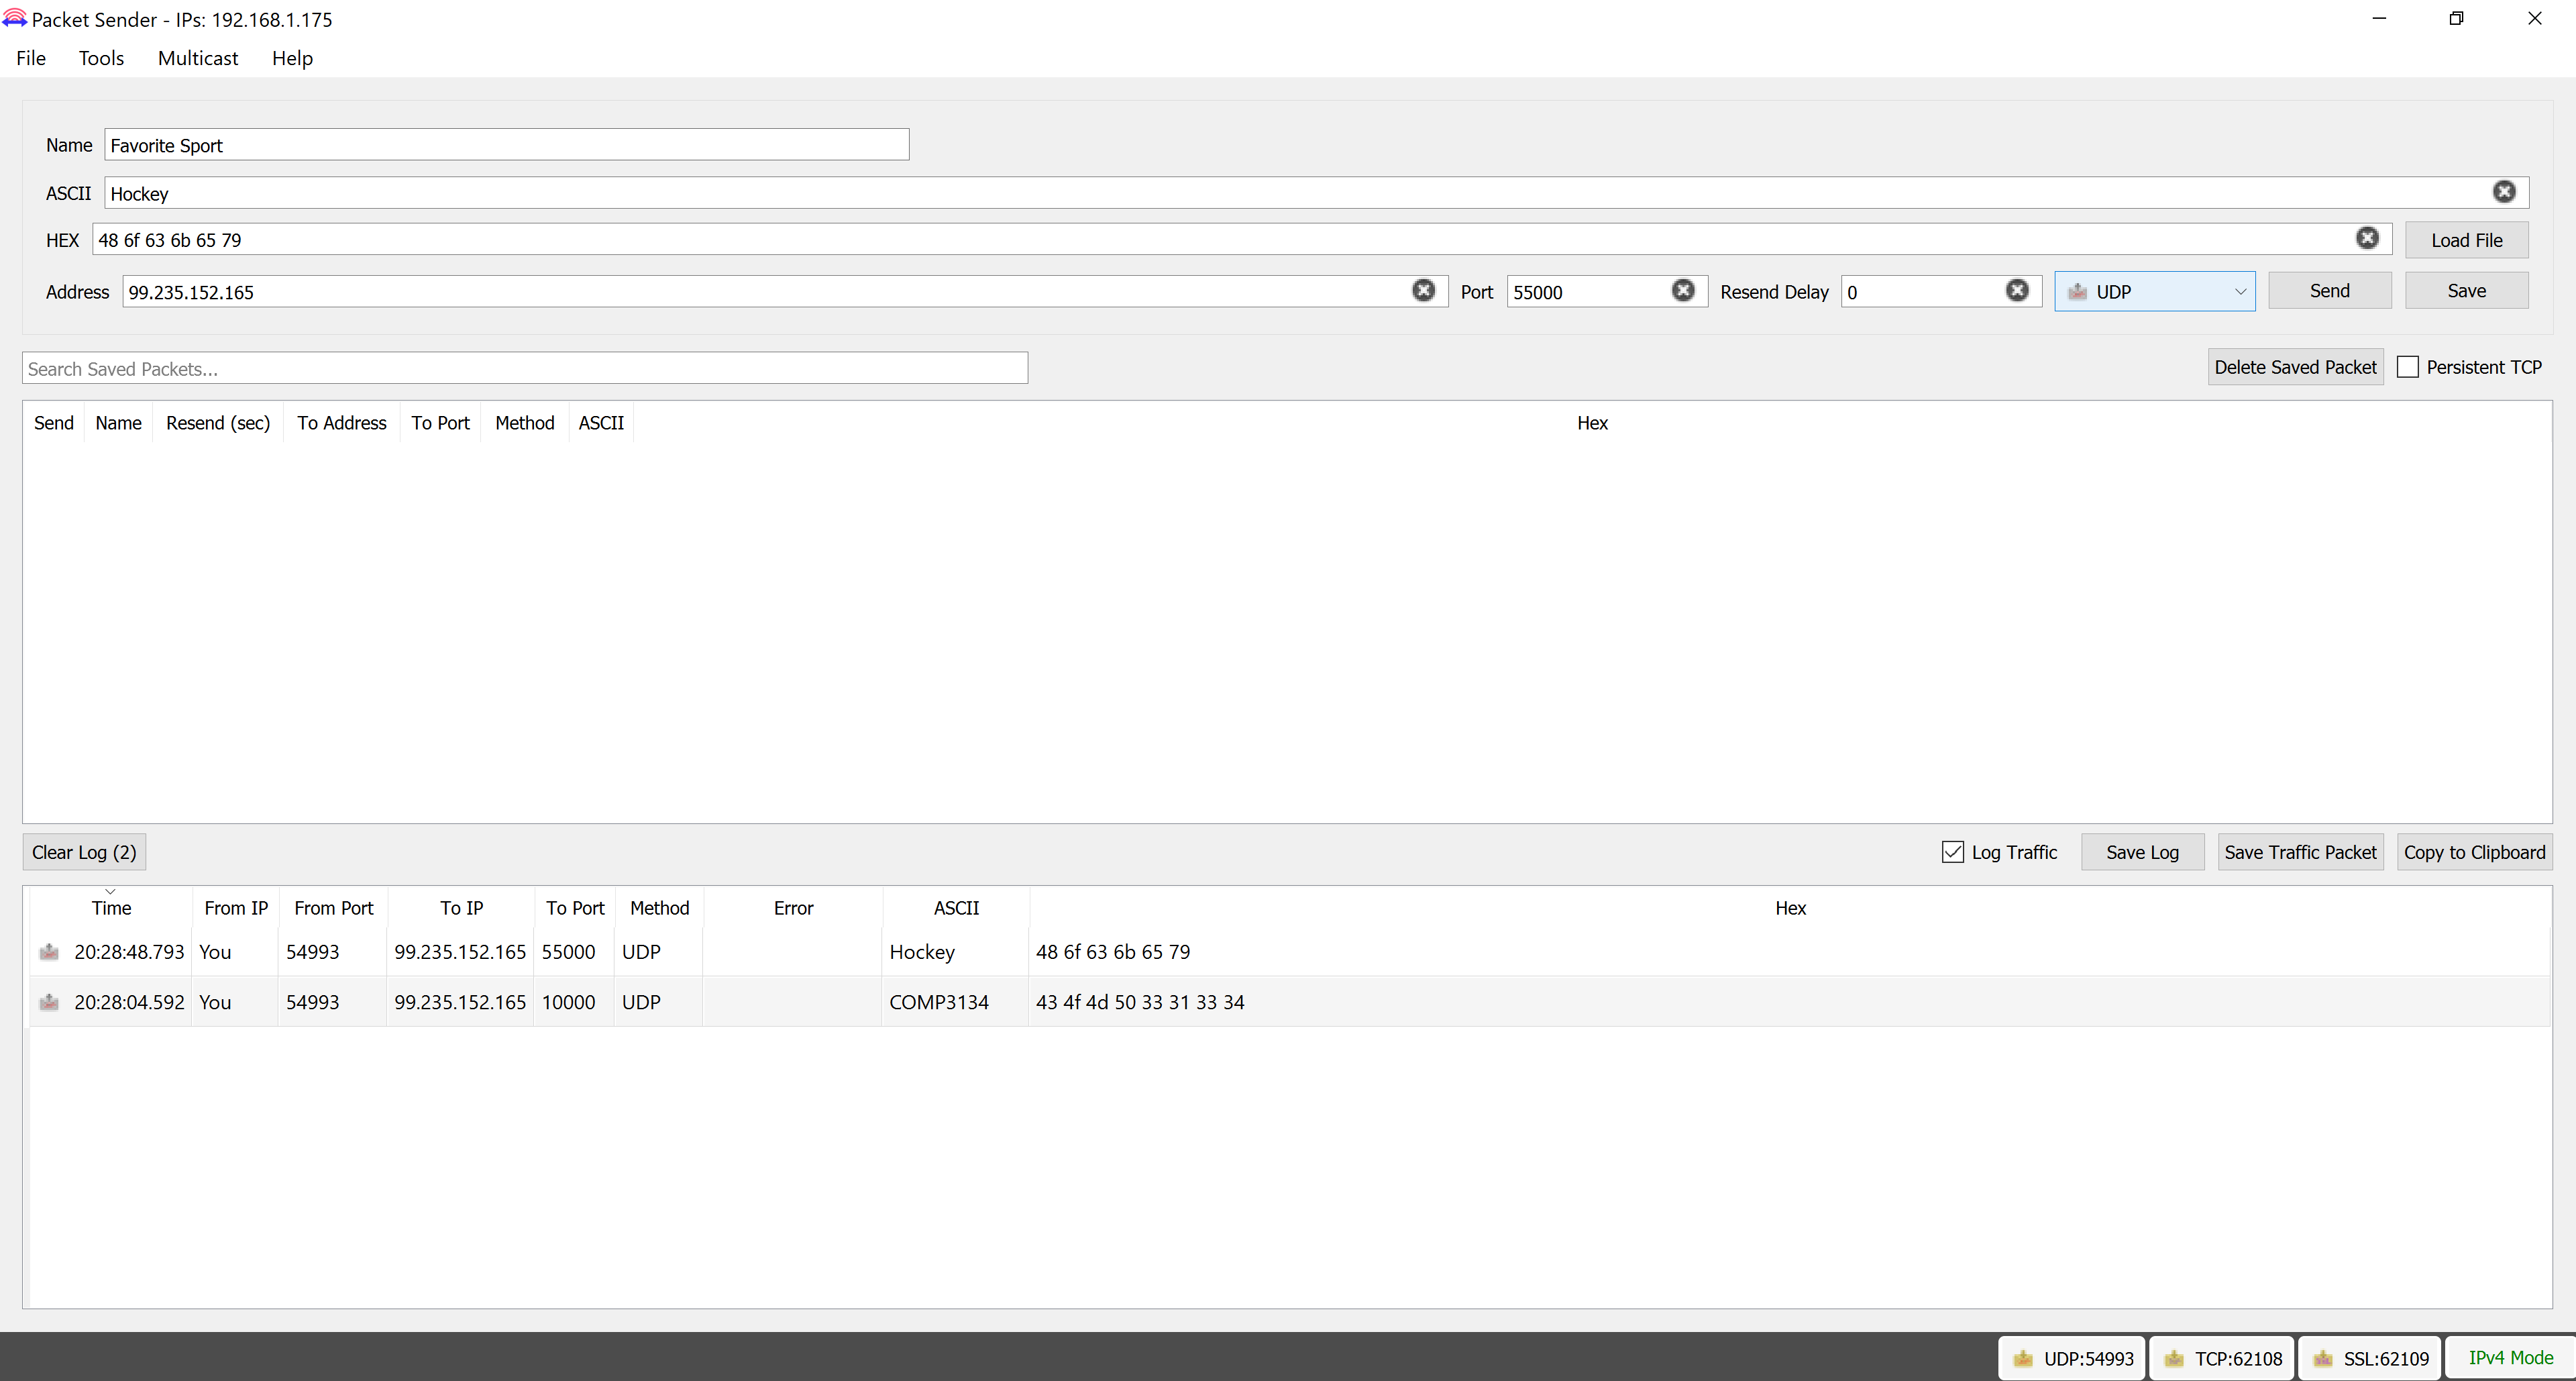 Packet Sender - IPs: 192.168.1.175
File Tools Multicast Help
Name Favorite Sport
ASCII Hockey
HEX 48 6f 63 6b 65 79 Load File
Address 99.235.152.165 Port 55000 Resend Delay 0 UDP Send Save
Search Saved Packets... Delete Saved Packet Persistent TCP
Send Name Resend (sec) To Address To Port Method ASCII Hex
Clear Log (2) Log Traffic Save Log Save Traffic Packet Copy to Clipboard
Time From IP From Port To IP To Port Method Error ASCII Hex
20:28:48.793 You 54993 99.235.152.165 55000 UDP Hockey 48 6f 63 6b 65 79
20:28:04.592 You 54993 99.235.152.165 10000 UDP COMP3134 43 4f 4d 50 33 31 33 34
UDP:54993 TCP:62108 SSL:62109 IPv4 Mode